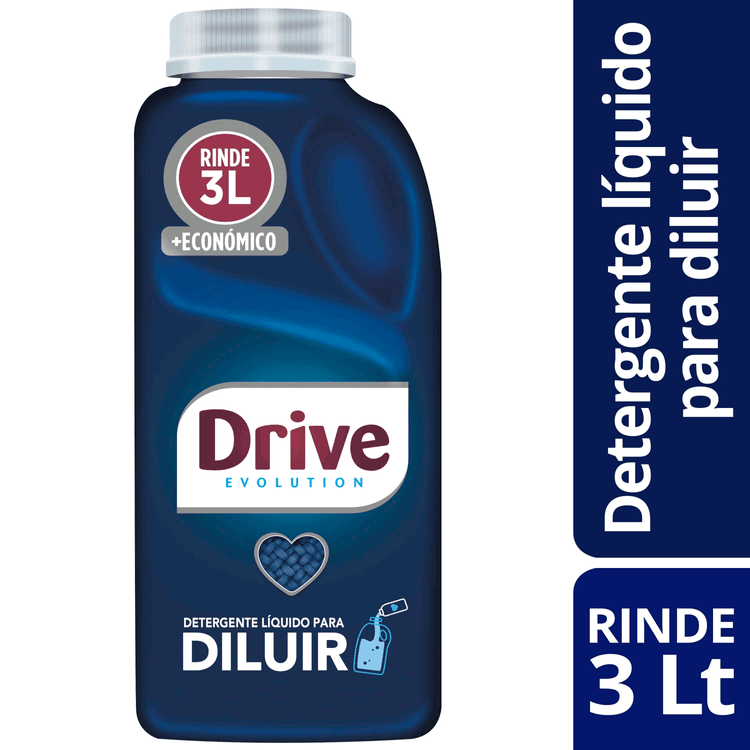 RINDE
3L
+ECONÓMICO
Drive
EVOLUTION
DETERGENTE LÍQUIDO PARA
DILUIR
Detergente líquido
para diluir
RINDE
3 Lt